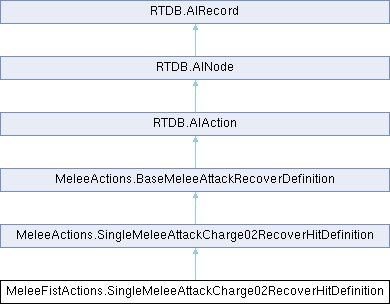 RTDB.AIRecord
RTDB.AINode
RTDB.AIAction
MeleeActions.BaseMeleeAttackRecoverDefinition
MeleeActions.SingleMeleeAttackCharge02RecoverHitDefinition
MeleeFistActions.SingleMeleeAttackCharge02RecoverHitDefinition